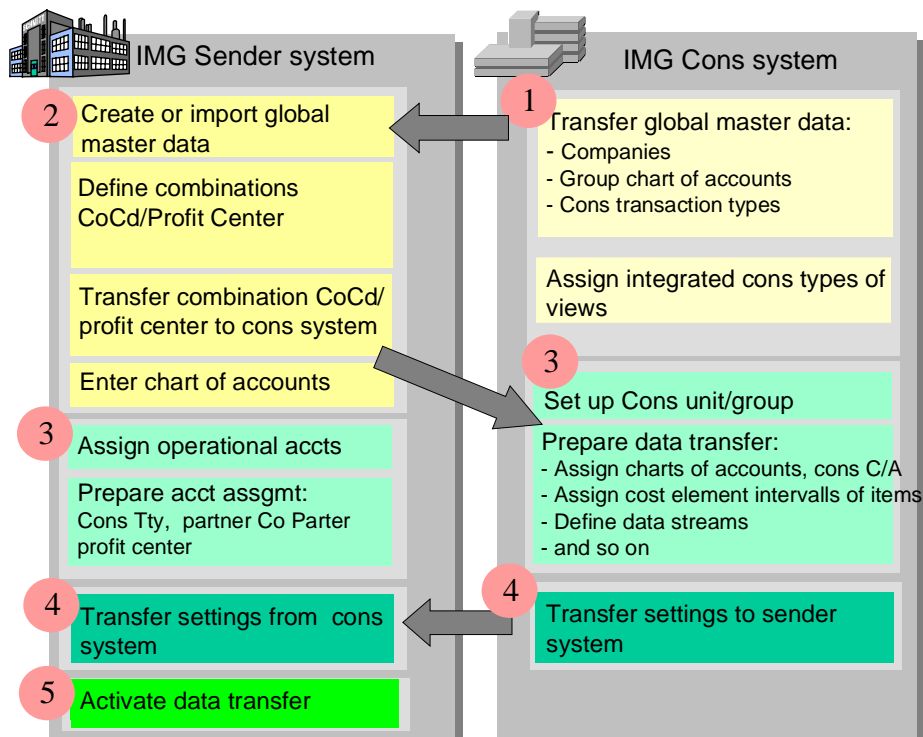 IMG Sender system
2
Create or import global
master data
Define combinations
CoCd/Profit Center
Transfer combination CoCd/
profit center to cons system
Enter chart of accounts
3
Assign operational accts
Prepare acct assgmt:
Cons Tty, partner Co Parter
profit center
4
Transfer settings from cons
system
5
Activate data transfer
IMG Cons system
1
Transfer global master data:
- Companies
- Group chart of accounts
- Cons transaction types
Assign integrated cons types of
views
3
Set up Cons unit/group
Prepare data transfer:
- Assign charts of accounts, cons C/A
- Assign cost element intervalls of items
- Define data streams
- and so on
4
Transfer settings to sender
system